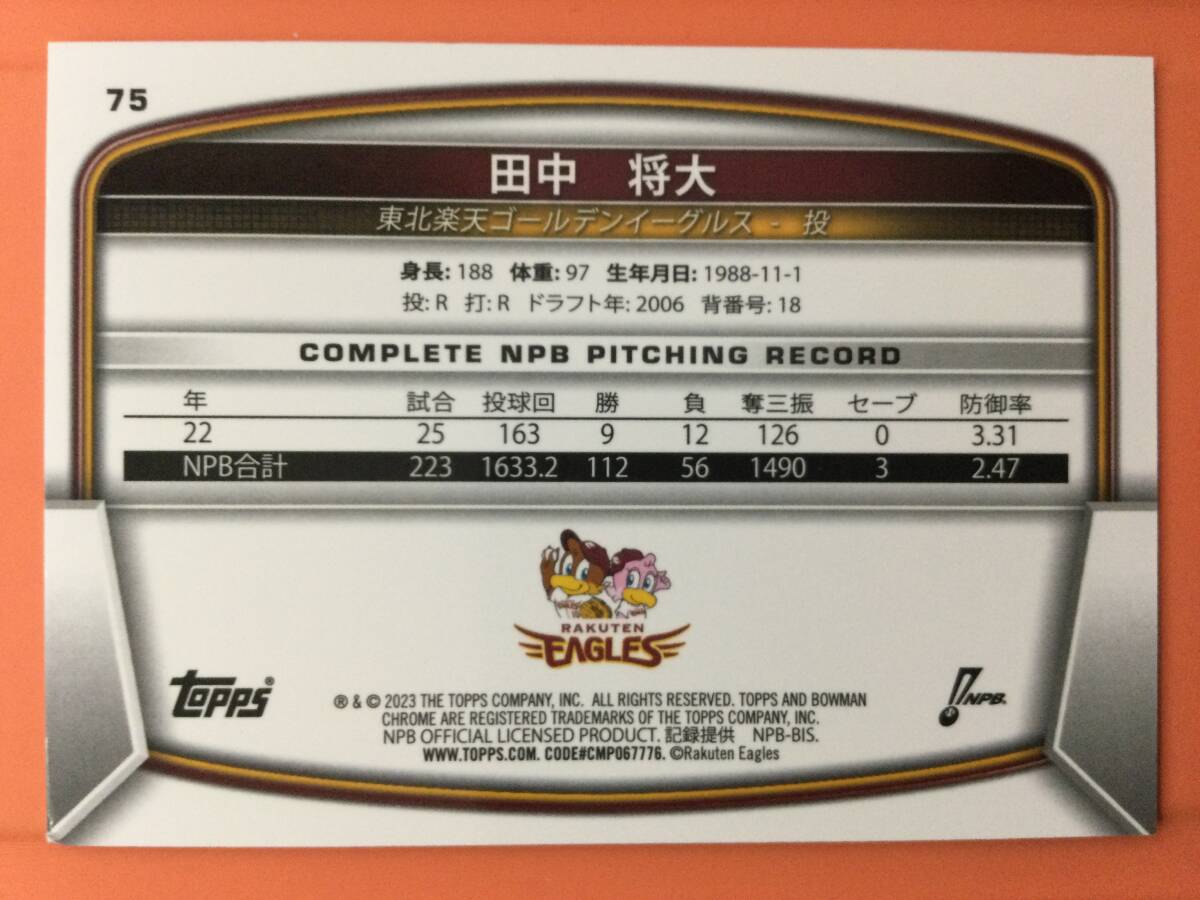 75
田中 将大
東北楽天ゴールデンイーグルス - 投
身長: 188 体重: 97 生年月日: 1988-11-1
投: R 打: R ドラフト年: 2006 背番号: 18
COMPLETE NPB PITCHING RECORD
年 試合 投球回 勝 負 奪三振 セーブ 防御率
22 25 163 9 12 126 0 3.31
NPB合計 223 1633.2 112 56 1490 3 2.47
RAKUTEN
EAGLES
topps®
NPB.
® & © 2023 THE TOPPS COMPANY, INC. ALL RIGHTS RESERVED. TOPPS AND BOWMAN
CHROME ARE REGISTERED TRADEMARKS OF THE TOPPS COMPANY, INC.
NPB OFFICIAL LICENSED PRODUCT. 記録提供 NPB-BIS.
WWW.TOPPS.COM. CODE#CMP067776. ©Rakuten Eagles